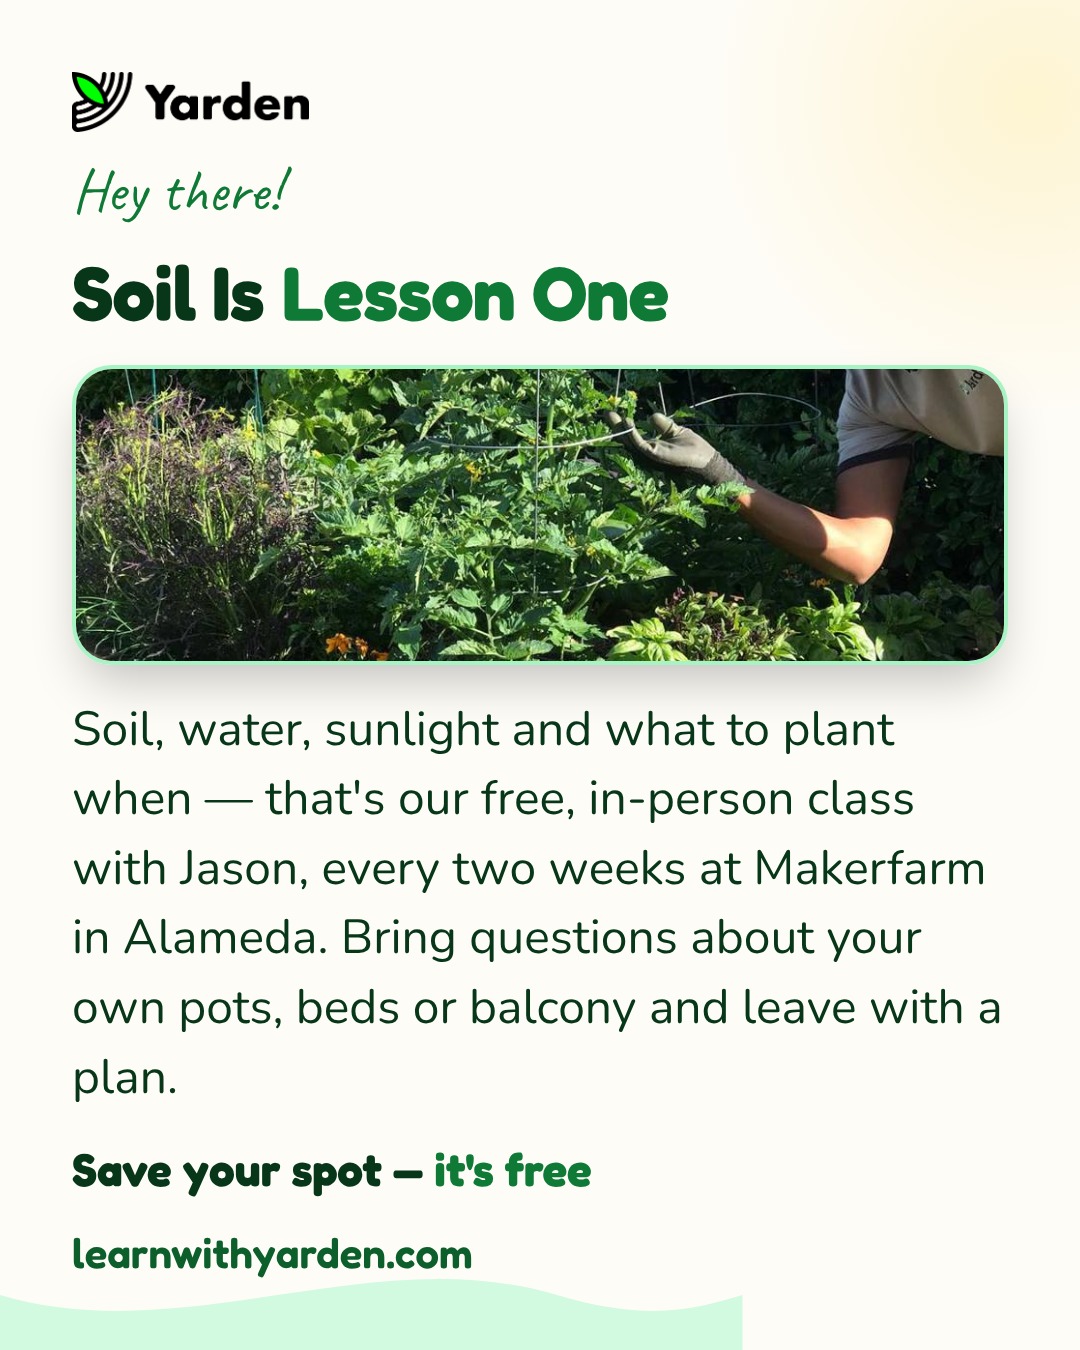 Yarden
Hey there!
Soil Is Lesson One
Soil, water, sunlight and what to plant
when — that's our free, in-person class
with Jason, every two weeks at Makerfarm
in Alameda. Bring questions about your
own pots, beds or balcony and leave with a
plan.
Save your spot — it's free
learnwithyarden.com